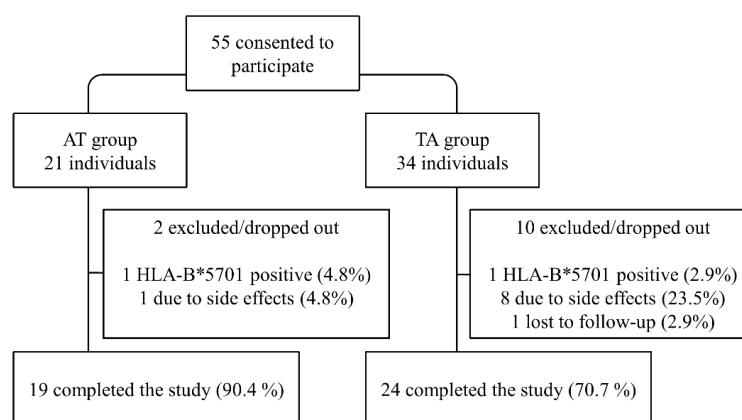 55 consented to
participate
AT group
21 individuals
TA group
34 individuals
2 excluded/dropped out
1 HLA-B*5701 positive (4.8%)
1 due to side effects (4.8%)
10 excluded/dropped out
1 HLA-B*5701 positive (2.9%)
8 due to side effects (23.5%)
1 lost to follow-up (2.9%)
19 completed the study (90.4 %)
24 completed the study (70.7 %)